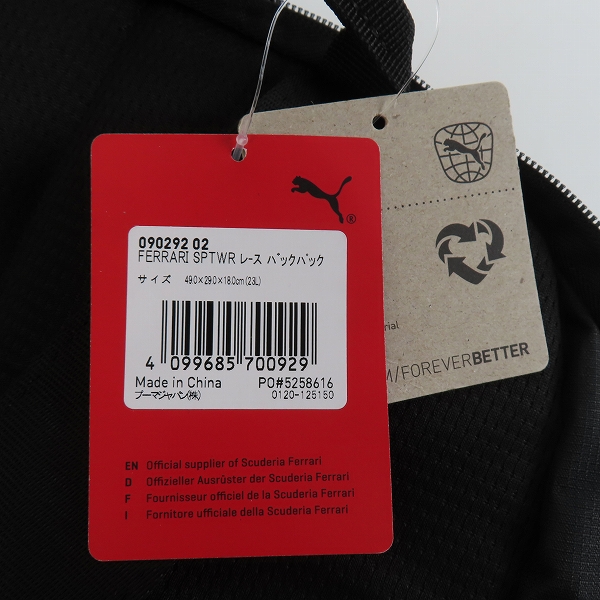 090292 02
FERRARI SPTWR レース バックパック
サイズ 49.0×29.0×18.0cm (23L)
4 099685 700929
Made in China PO#5258616
プーマジャパン(株) 0120-125150
EN Official supplier of Scuderia Ferrari
D Offizieller Ausrüster der Scuderia Ferrari
F Fournisseur officiel de la Scuderia Ferrari
I Fornitore ufficiale della Scuderia Ferrari
M/FOREVERBETTER